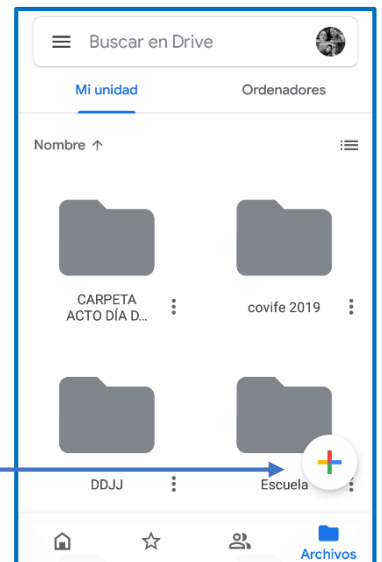 Buscar en Drive
Mi unidad Ordenadores
Nombre ↑
CARPETA
ACTO DÍA D...
covife 2019
DDJJ Escuela
Archivos